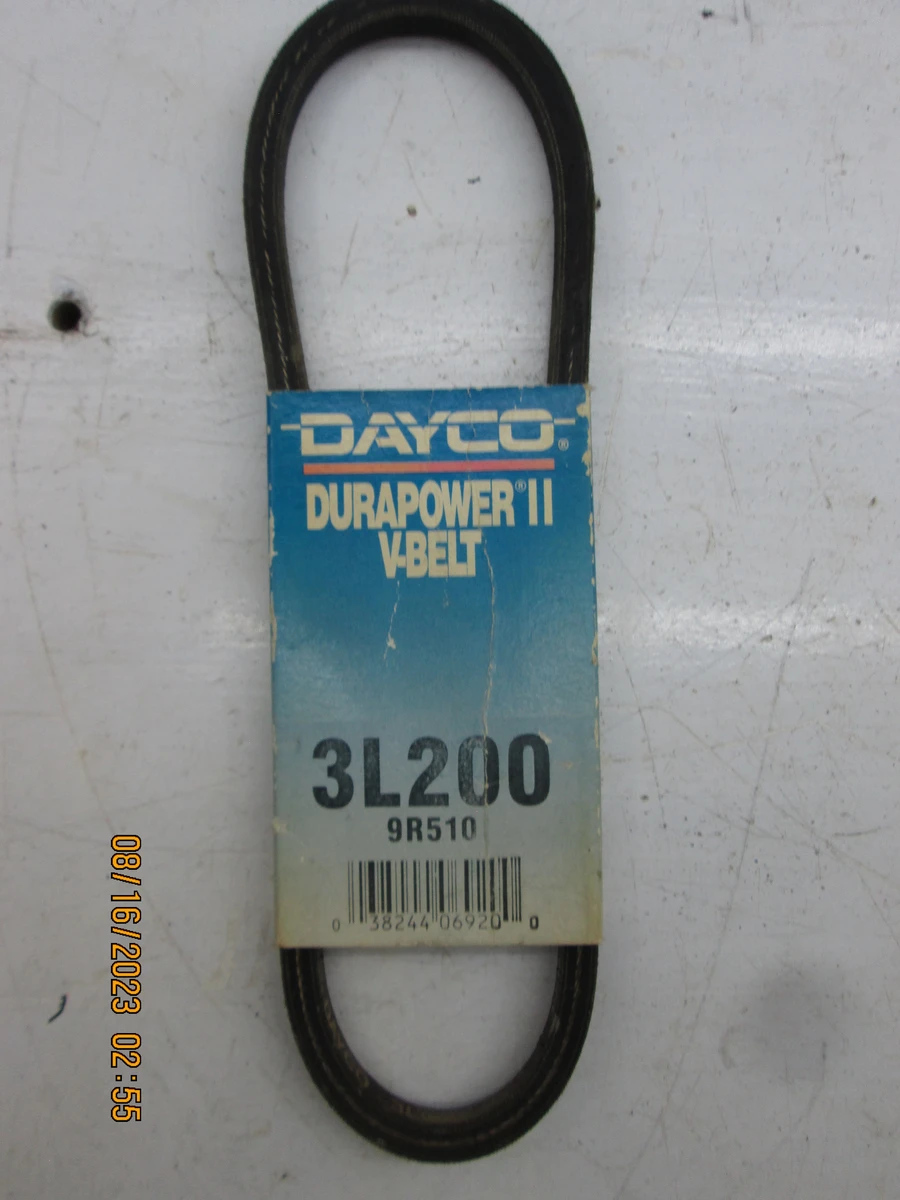 DAYCO®
DURAPOWER® II
V-BELT
3L200
9R510
0 38244 06920 0
08/16/2023 02:55